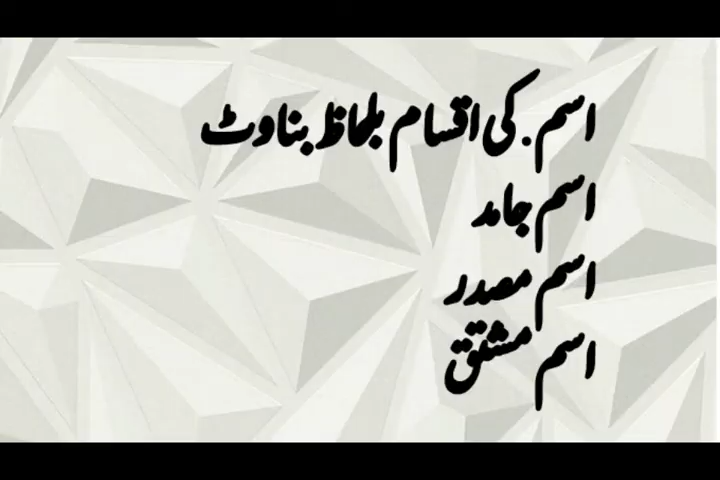 اسم.کی اقسام بلحاظ بناوٹ
اسم جامد
اسم مصدر
اسم مشتق